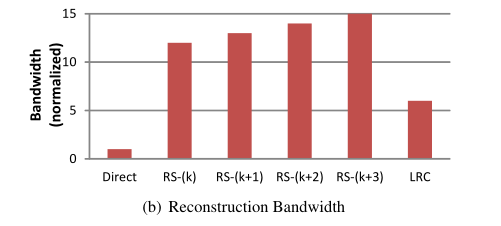 Bandwidth
(normalized)
15
10
5
0
Direct RS-(k) RS-(k+1) RS-(k+2) RS-(k+3) LRC
(b) Reconstruction Bandwidth